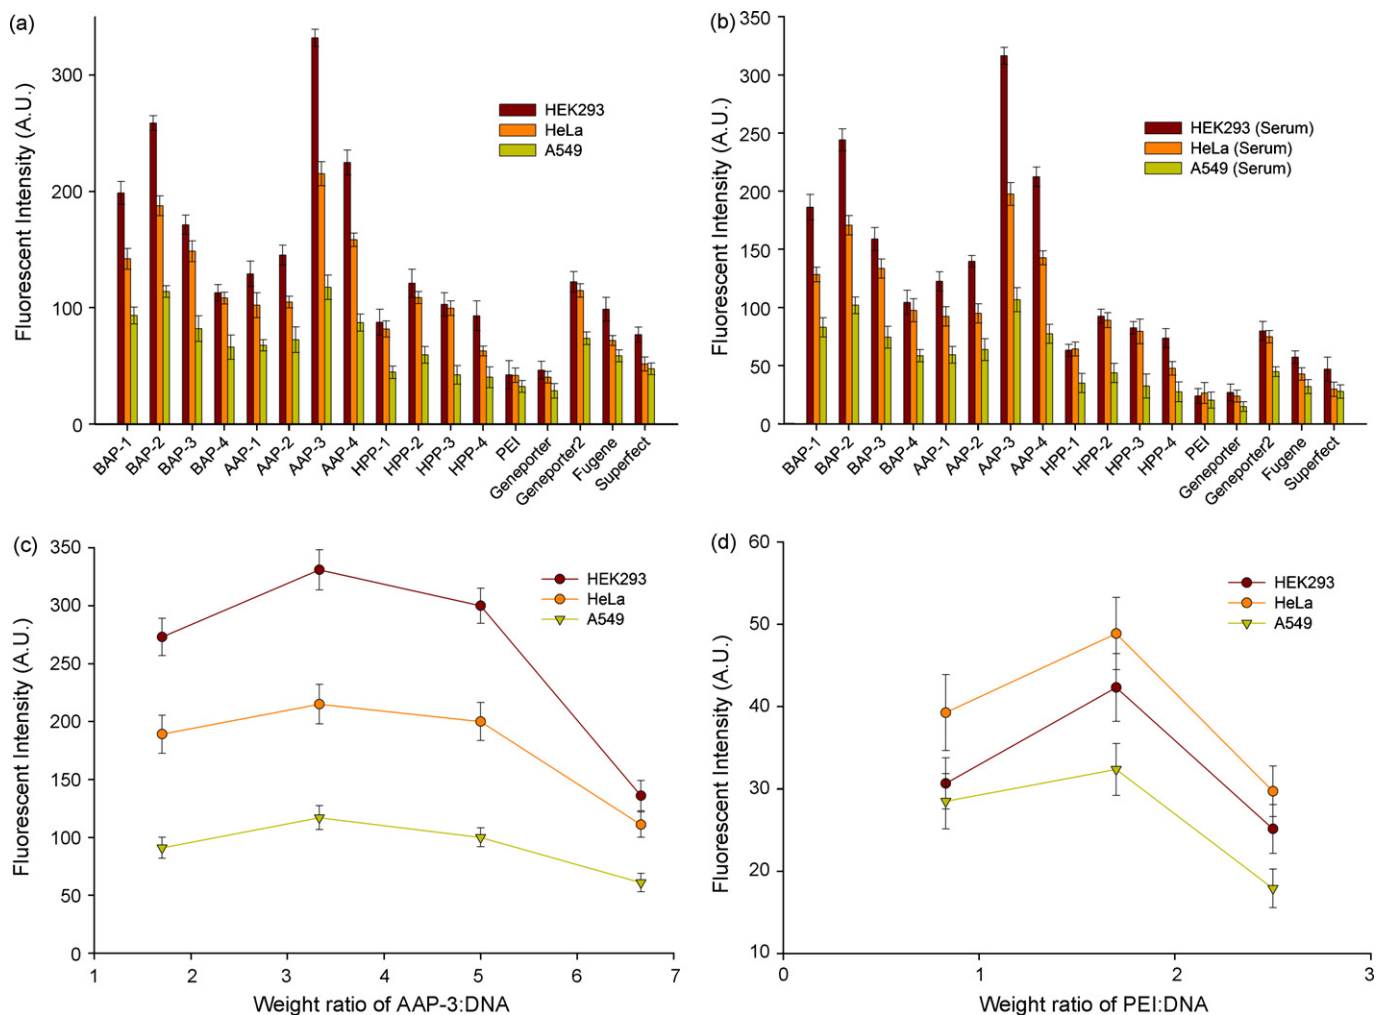 (a)
Fluorescent Intensity (A.U.)
300
200
100
0
HEK293
HeLa
A549
BAP-1
BAP-2
BAP-3
BAP-4
AAP-1
AAP-2
AAP-3
AAP-4
HPP-1
HPP-2
HPP-3
HPP-4
PEI
Geneporter
Geneporter2
Fugene
Superfect
(b)
Fluorescent Intensity (A.U.)
350
300
250
200
150
100
50
0
HEK293 (Serum)
HeLa (Serum)
A549 (Serum)
BAP-1
BAP-2
BAP-3
BAP-4
AAP-1
AAP-2
AAP-3
AAP-4
HPP-1
HPP-2
HPP-3
HPP-4
PEI
Geneporter
Geneporter2
Fugene
Superfect
(c)
Fluorescent Intensity (A.U.)
350
300
250
200
150
100
50
0
HEK293
HeLa
A549
1 2 3 4 5 6 7
Weight ratio of AAP-3:DNA
(d)
Fluorescent Intensity (A.U.)
60
50
40
30
20
10
HEK293
HeLa
A549
0 1 2 3
Weight ratio of PEI:DNA